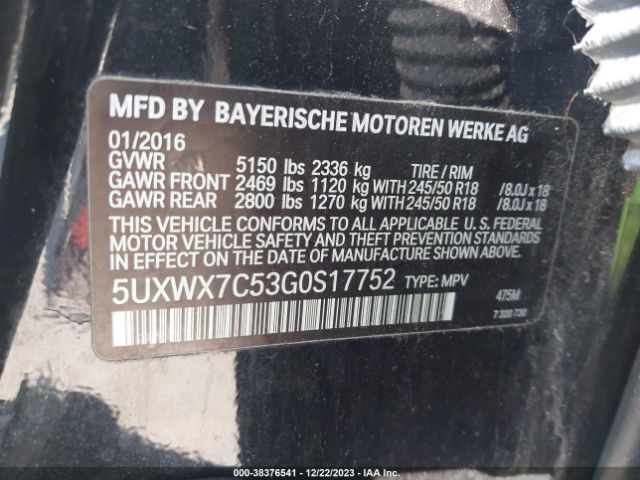 MFD BY BAYERISCHE MOTOREN WERKE AG
01/2016
GVWR 5150 lbs 2336 kg TIRE / RIM
GAWR FRONT 2469 lbs 1120 kg WITH 245/50 R18 /8.0J x 18
GAWR REAR 2800 lbs 1270 kg WITH 245/50 R18 /8.0J x 18
THIS VEHICLE CONFORMS TO ALL APPLICABLE U. S. FEDERAL
MOTOR VEHICLE SAFETY AND THEFT PREVENTION STANDARDS
IN EFFECT ON THE DATE OF MANUFACTURE SHOWN ABOVE.
5UXWX7C53G0S17752 TYPE: MPV
475M
7 320 730
000-38376541 - 12/22/2023 - IAA Inc.